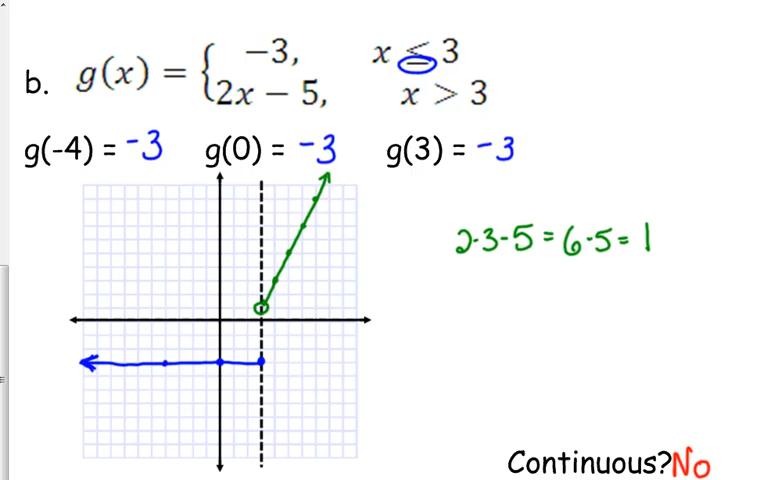 b. g(x) = { −3, x ≤ 3
2x − 5, x > 3
g(-4) = -3 g(0) = -3 g(3) = -3
2·3-5 = 6-5 = 1
Continuous? No